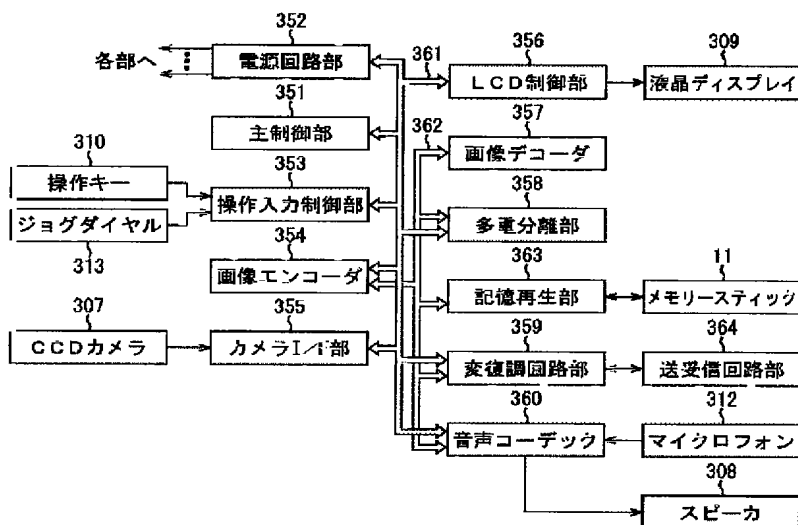 352
各部へ
電源回路部
351
主制御部
310
操作キー
353
操作入力制御部
ジョグダイヤル
313
354
画像エンコーダ
307
CCDカメラ
355
カメラI/F部
361
362
356
LCD制御部
309
液晶ディスプレイ
357
画像デコーダ
358
多重分離部
363
記憶再生部
11
メモリースティック
359
変復調回路部
364
送受信回路部
360
音声コーデック
312
マイクロフォン
308
スピーカ